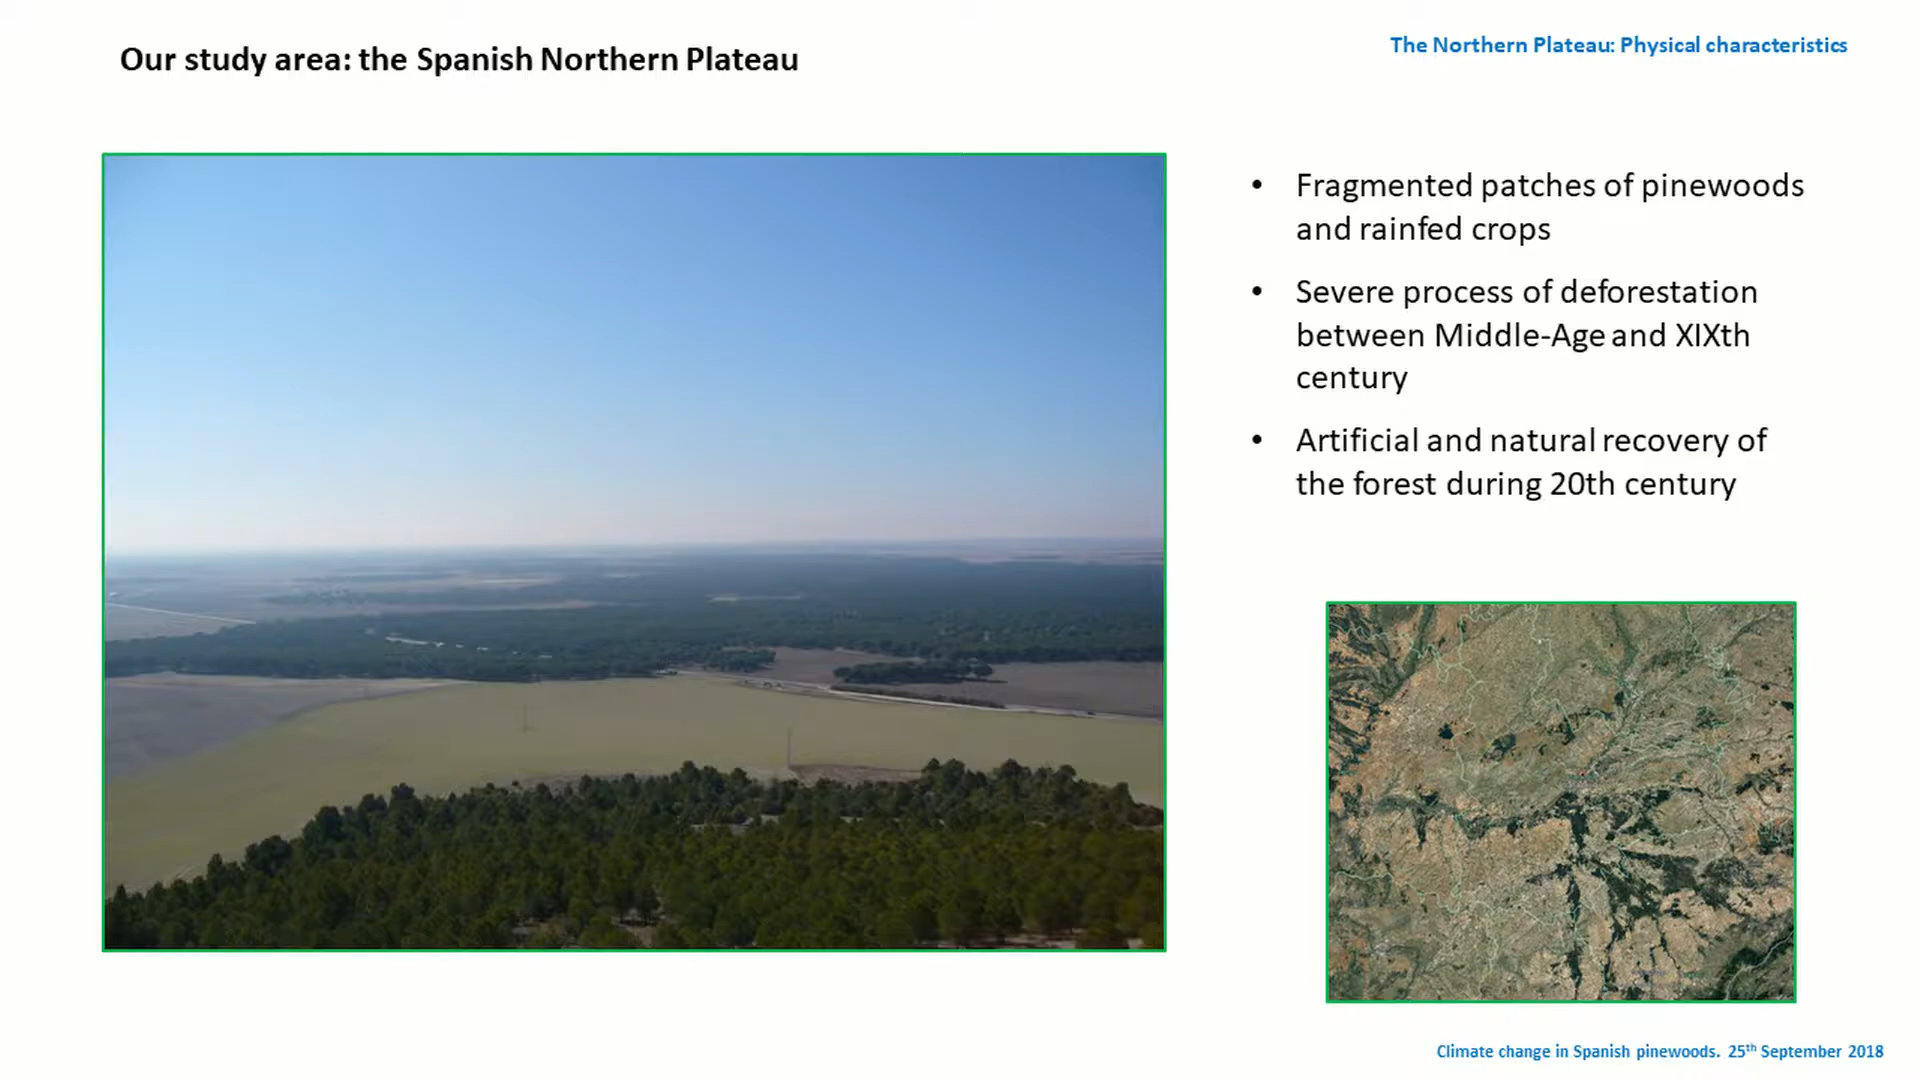 Our study area: the Spanish Northern Plateau
The Northern Plateau: Physical characteristics
• Fragmented patches of pinewoods
and rainfed crops
• Severe process of deforestation
between Middle-Age and XIXth
century
• Artificial and natural recovery of
the forest during 20th century
Climate change in Spanish pinewoods. 25th September 2018